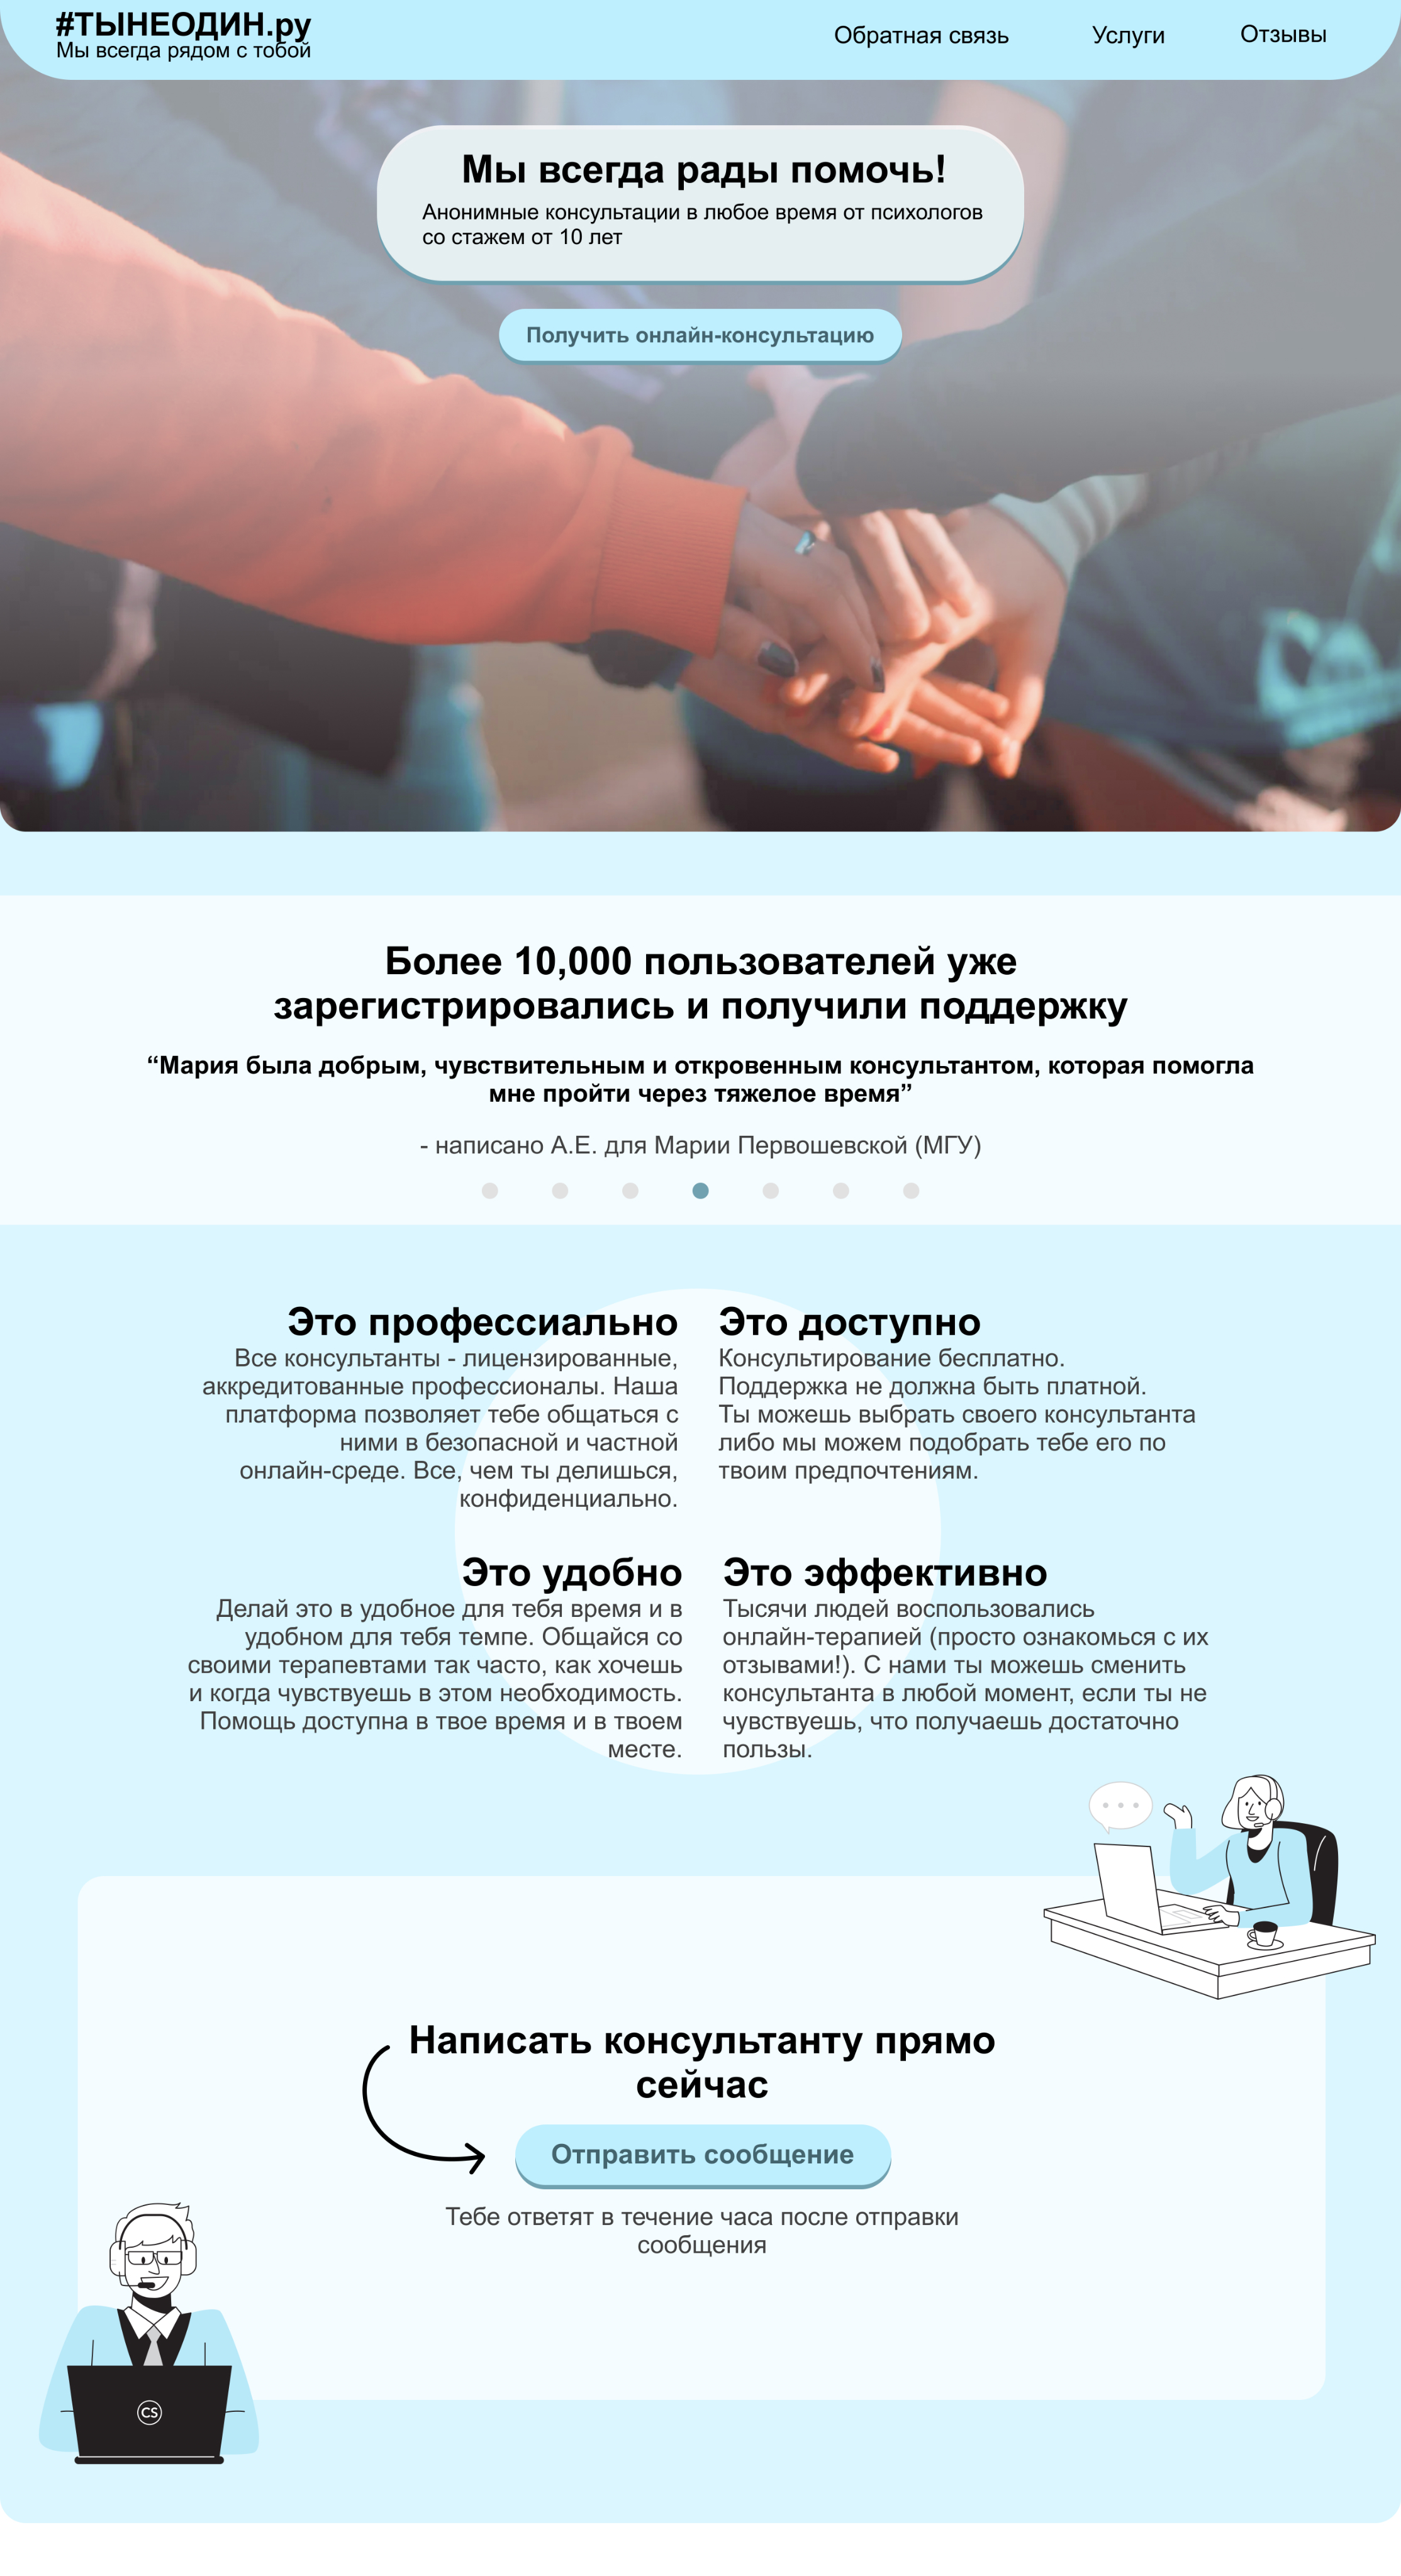 #ТЫНЕОДИН.ру
Мы всегда рядом с тобой
Обратная связь
Услуги
Отзывы
Мы всегда рады помочь!
Анонимные консультации в любое время от психологов
со стажем от 10 лет
Получить онлайн-консультацию
Более 10,000 пользователей уже
зарегистрировались и получили поддержку
“Мария была добрым, чувствительным и откровенным консультантом, которая помогла
мне пройти через тяжелое время”
- написано А.Е. для Марии Первошевской (МГУ)
Это профессиально
Все консультанты - лицензированные,
аккредитованные профессионалы. Наша
платформа позволяет тебе общаться с
ними в безопасной и частной
онлайн-среде. Все, чем ты делишься,
конфиденциально.
Это доступно
Консультирование бесплатно.
Поддержка не должна быть платной.
Ты можешь выбрать своего консультанта
либо мы можем подобрать тебе его по
твоим предпочтениям.
Это удобно
Делай это в удобное для тебя время и в
удобном для тебя темпе. Общайся со
своими терапевтами так часто, как хочешь
и когда чувствуешь в этом необходимость.
Помощь доступна в твое время и в твоем
месте.
Это эффективно
Тысячи людей воспользовались
онлайн-терапией (просто ознакомься с их
отзывами!). С нами ты можешь сменить
консультанта в любой момент, если ты не
чувствуешь, что получаешь достаточно
пользы.
Написать консультанту прямо
сейчас
Отправить сообщение
Тебе ответят в течение часа после отправки
сообщения
CS